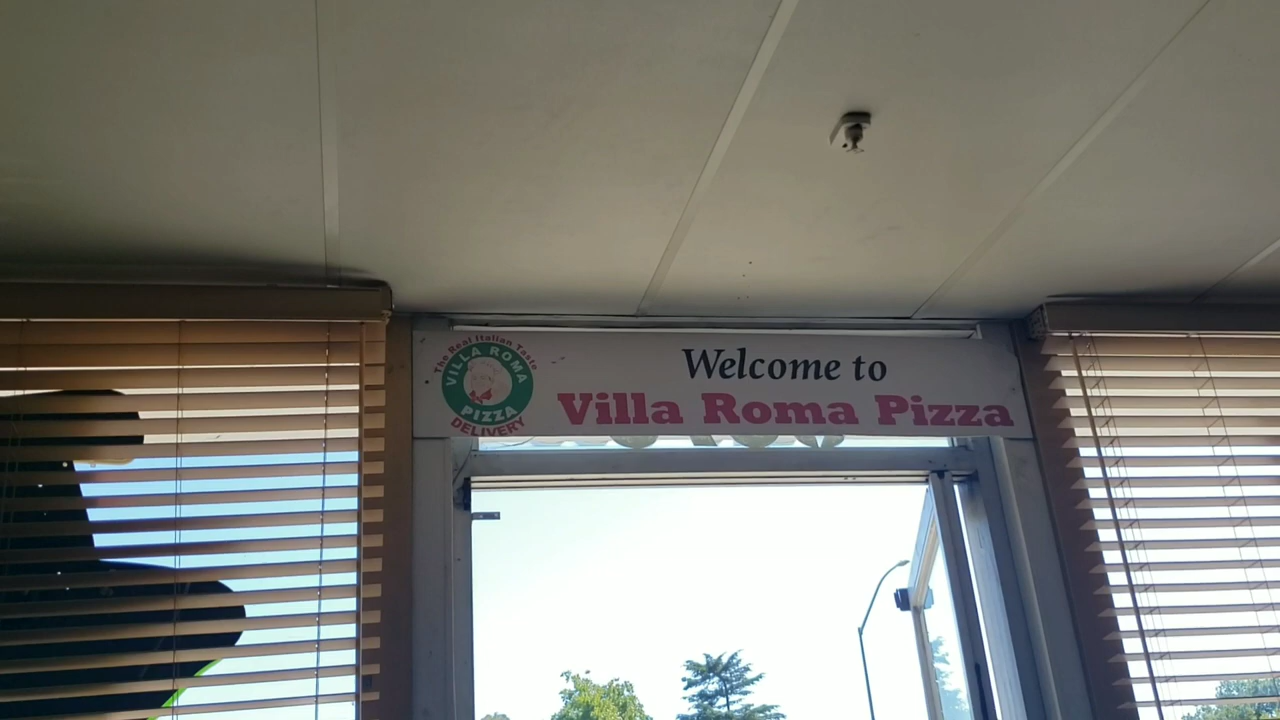 The Real Italian Taste
VILLA ROMA
PIZZA
DELIVERY
Welcome to
Villa Roma Pizza